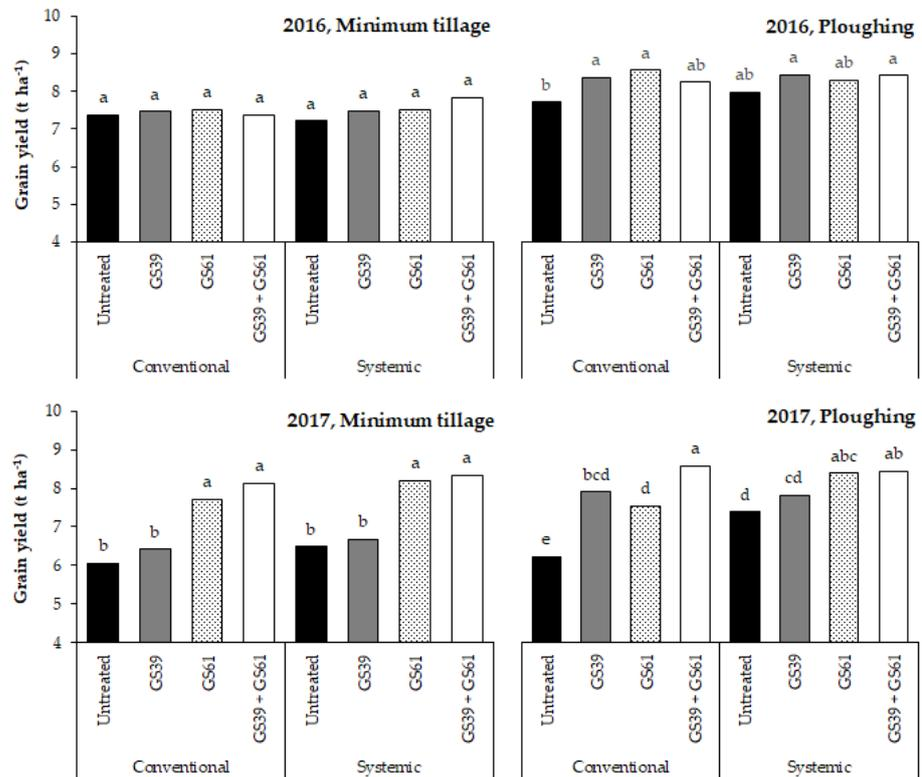 2016, Minimum tillage
Grain yield (t ha-1)
10
9
8
7
6
5
4
a a a a a a a a
Untreated GS39 GS61 GS39 + GS61 Untreated GS39 GS61 GS39 + GS61
Conventional Systemic
2016, Ploughing
b a a ab ab a ab a
Untreated GS39 GS61 GS39 + GS61 Untreated GS39 GS61 GS39 + GS61
Conventional Systemic
2017, Minimum tillage
Grain yield (t ha-1)
10
9
8
7
6
5
4
b b a a b b a a
Untreated GS39 GS61 GS39 + GS61 Untreated GS39 GS61 GS39 + GS61
Conventional Systemic
2017, Ploughing
e bcd d a d cd abc ab
Untreated GS39 GS61 GS39 + GS61 Untreated GS39 GS61 GS39 + GS61
Conventional Systemic